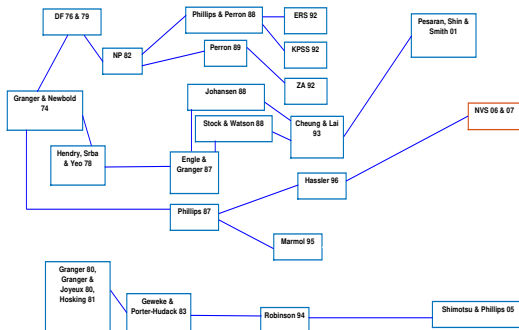 DF 76 & 79
Phillips & Perron 88
ERS 92
Pesaran, Shin &
Smith 01
NP 82
Perron 89
KPSS 92
ZA 92
Granger & Newbold
74
Johansen 88
Stock & Watson 88
Cheung & Lai
93
NVS 06 & 07
Hendry, Srba
& Yeo 78
Engle &
Granger 87
Hassler 96
Phillips 87
Marmol 95
Granger 80,
Granger &
Joyeux 80,
Hosking 81
Geweke &
Porter-Hudack 83
Robinson 94
Shimotsu & Phillips 05